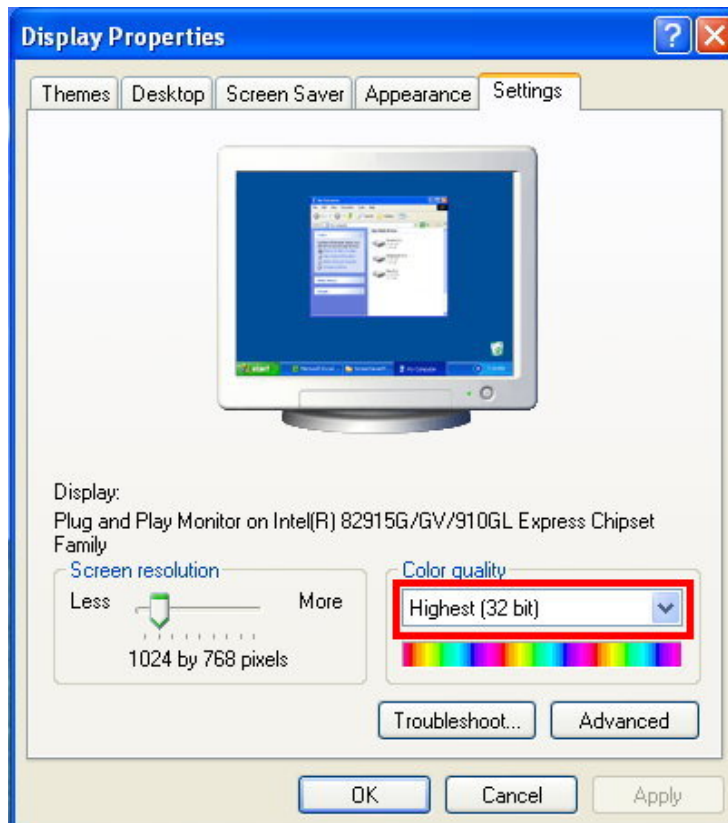 Display Properties
Themes Desktop Screen Saver Appearance Settings
start
Display:
Plug and Play Monitor on Intel(R) 82915G/GV/910GL Express Chipset
Family
Screen resolution
Less More
1024 by 768 pixels
Color quality
Highest (32 bit)
Troubleshoot... Advanced
OK Cancel Apply